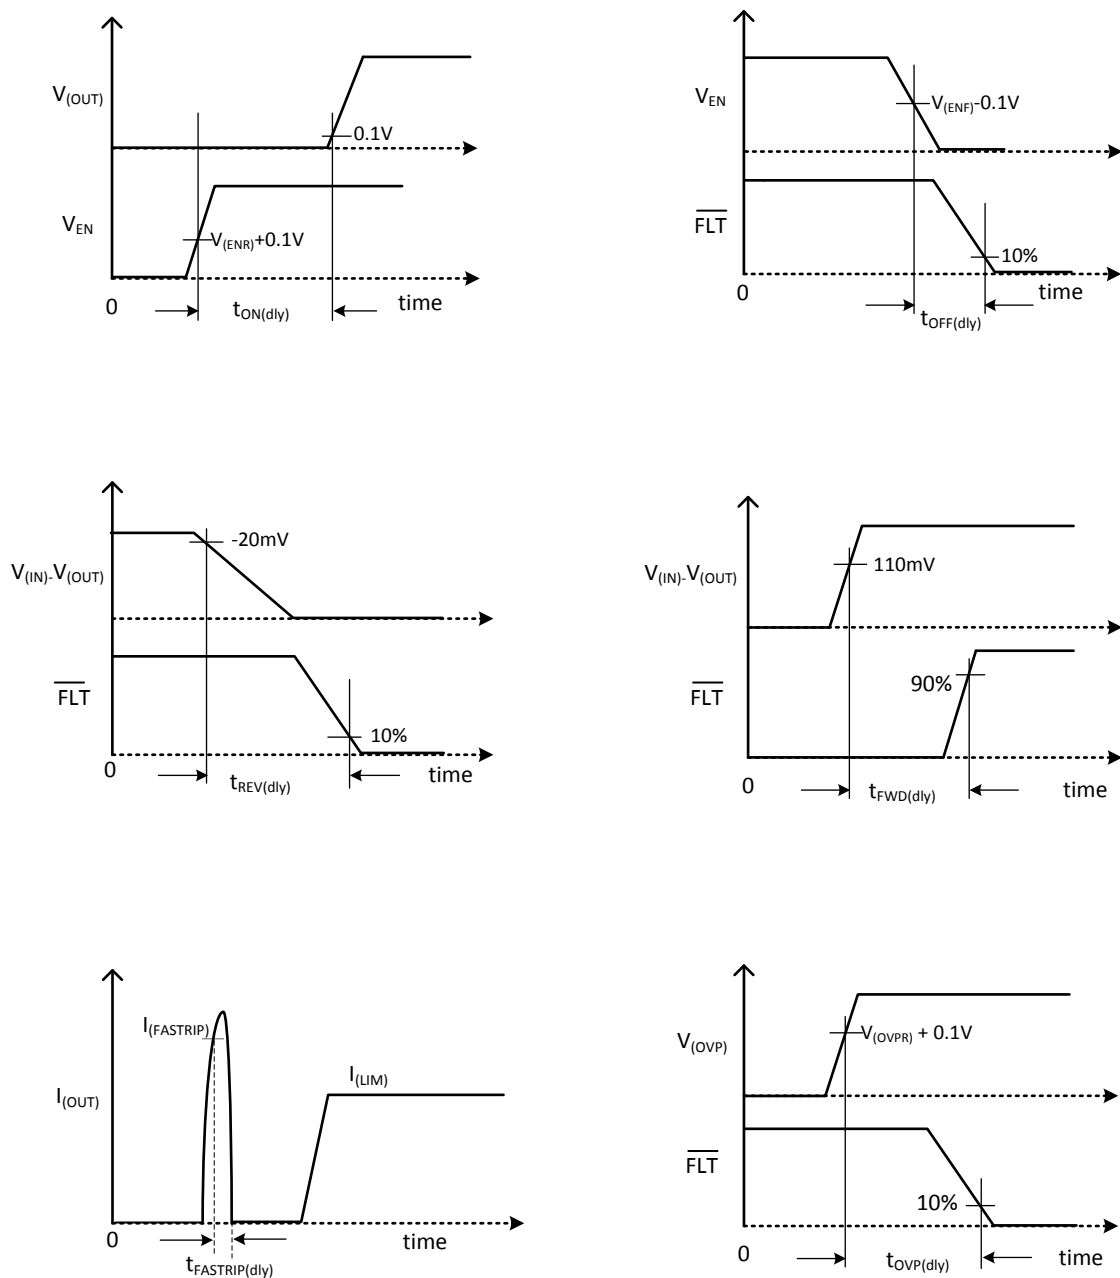 V(OUT)
0.1V
VEN
V(ENR)+0.1V
0
tON(dly)
time
VEN
V(ENF)-0.1V
FLT
10%
0
tOFF(dly)
time
V(IN)-V(OUT)
-20mV
FLT
10%
0
tREV(dly)
time
V(IN)-V(OUT)
110mV
FLT
90%
0
tFWD(dly)
time
I(FASTRIP)
I(OUT)
I(LIM)
0
tFASTRIP(dly)
time
V(OVP)
V(OVPR) + 0.1V
FLT
10%
0
tOVP(dly)
time